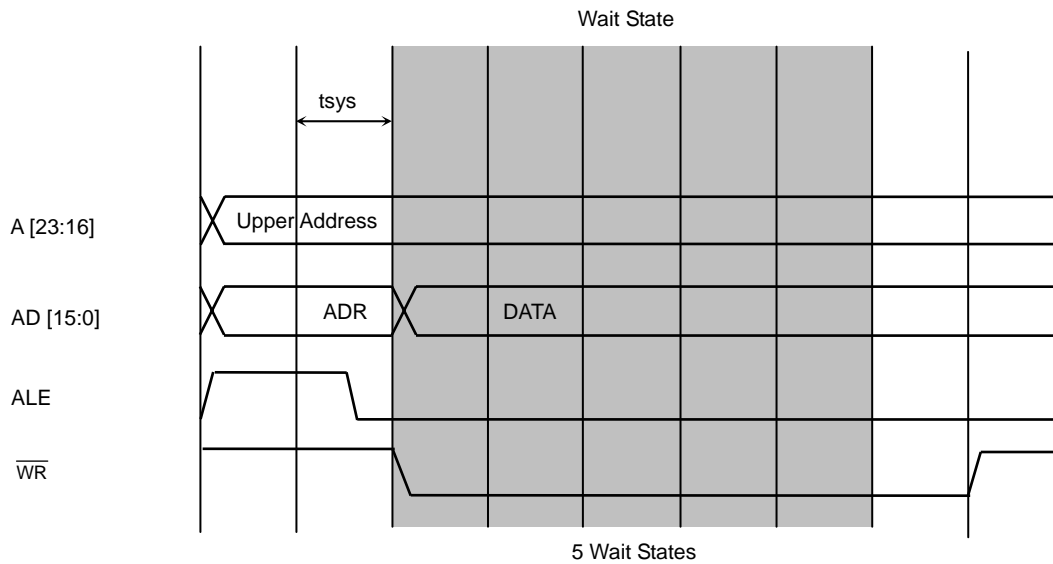 Wait State
tsys
A [23:16]
Upper Address
AD [15:0]
ADR
DATA
ALE
WR
5 Wait States